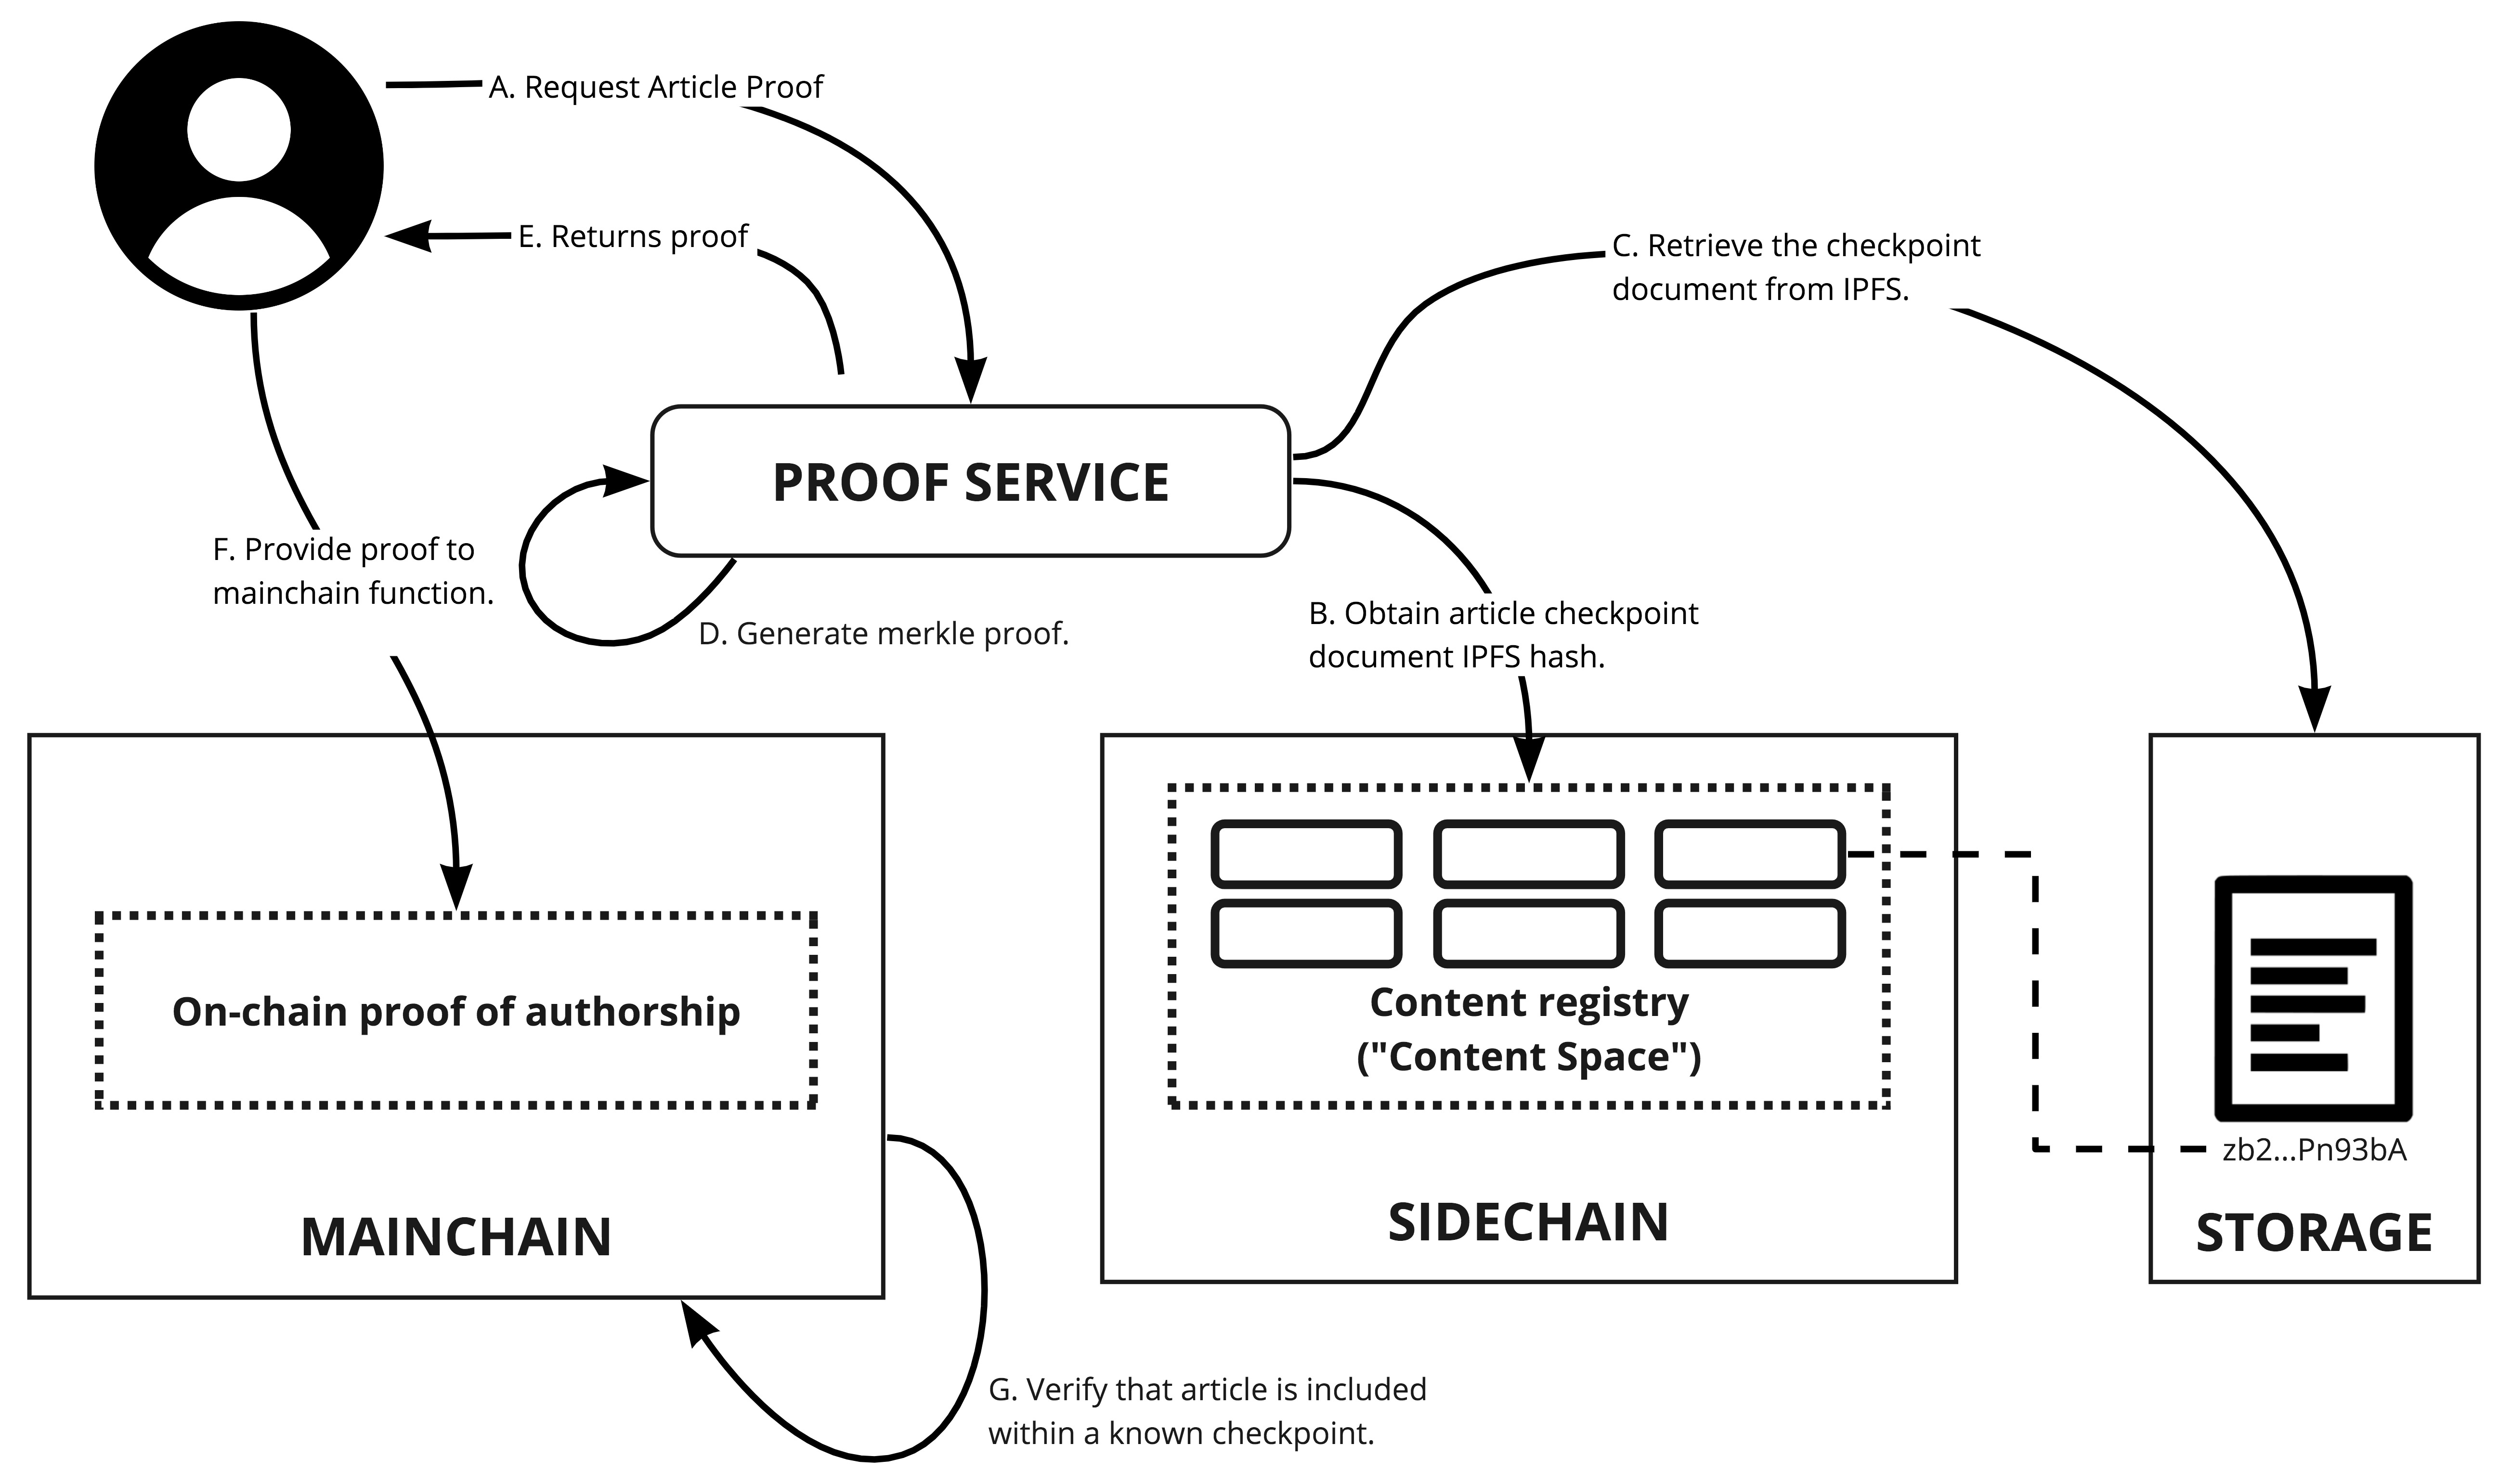 A. Request Article Proof
E. Returns proof
C. Retrieve the checkpoint
document from IPFS.
PROOF SERVICE
F. Provide proof to
mainchain function.
D. Generate merkle proof.
B. Obtain article checkpoint
document IPFS hash.
On-chain proof of authorship
MAINCHAIN
Content registry
("Content Space")
SIDECHAIN
zb2...Pn93bA
STORAGE
G. Verify that article is included
within a known checkpoint.